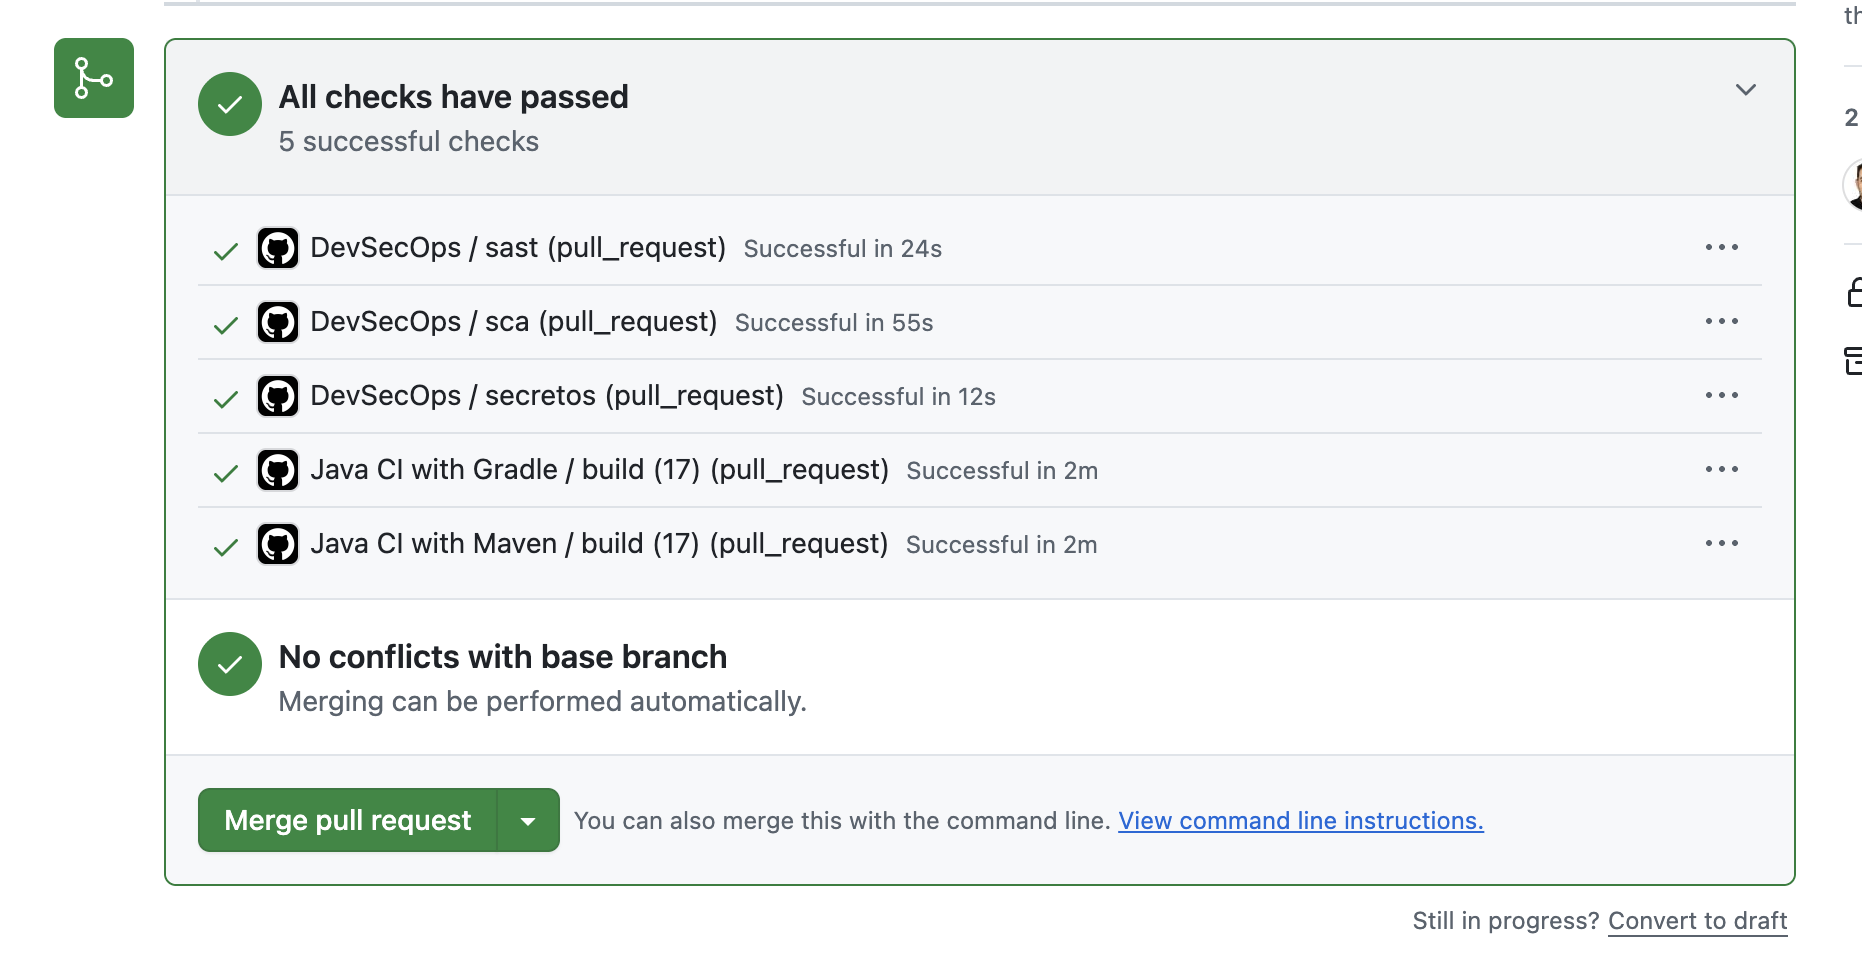 All checks have passed
5 successful checks
DevSecOps / sast (pull_request) Successful in 24s
DevSecOps / sca (pull_request) Successful in 55s
DevSecOps / secretos (pull_request) Successful in 12s
Java CI with Gradle / build (17) (pull_request) Successful in 2m
Java CI with Maven / build (17) (pull_request) Successful in 2m
No conflicts with base branch
Merging can be performed automatically.
Merge pull request You can also merge this with the command line. View command line instructions.
Still in progress? Convert to draft
2